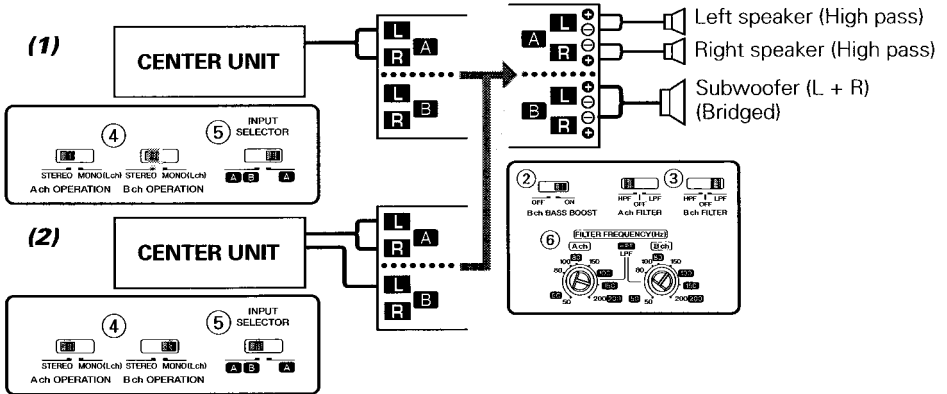 (1)
CENTER UNIT
L
R
A
L
R
B
A
L
R
B
L
R
Left speaker (High pass)
Right speaker (High pass)
Subwoofer (L + R)
(Bridged)
④ ⑤ INPUT
SELECTOR
STEREO MONO(Lch) STEREO MONO(Lch) A B A
A ch OPERATION B ch OPERATION
(2)
CENTER UNIT
L
R
A
L
R
B
④ ⑤ INPUT
SELECTOR
STEREO MONO(Lch) STEREO MONO(Lch) A B A
A ch OPERATION B ch OPERATION
② ③
OFF ON HPF LPF HPF LPF
OFF OFF
B ch BASS BOOST A ch FILTER B ch FILTER
⑥ FILTER FREQUENCY(Hz)
A ch B ch
HPF
LPF
80 100 150 80 100 150
50 200 50 200